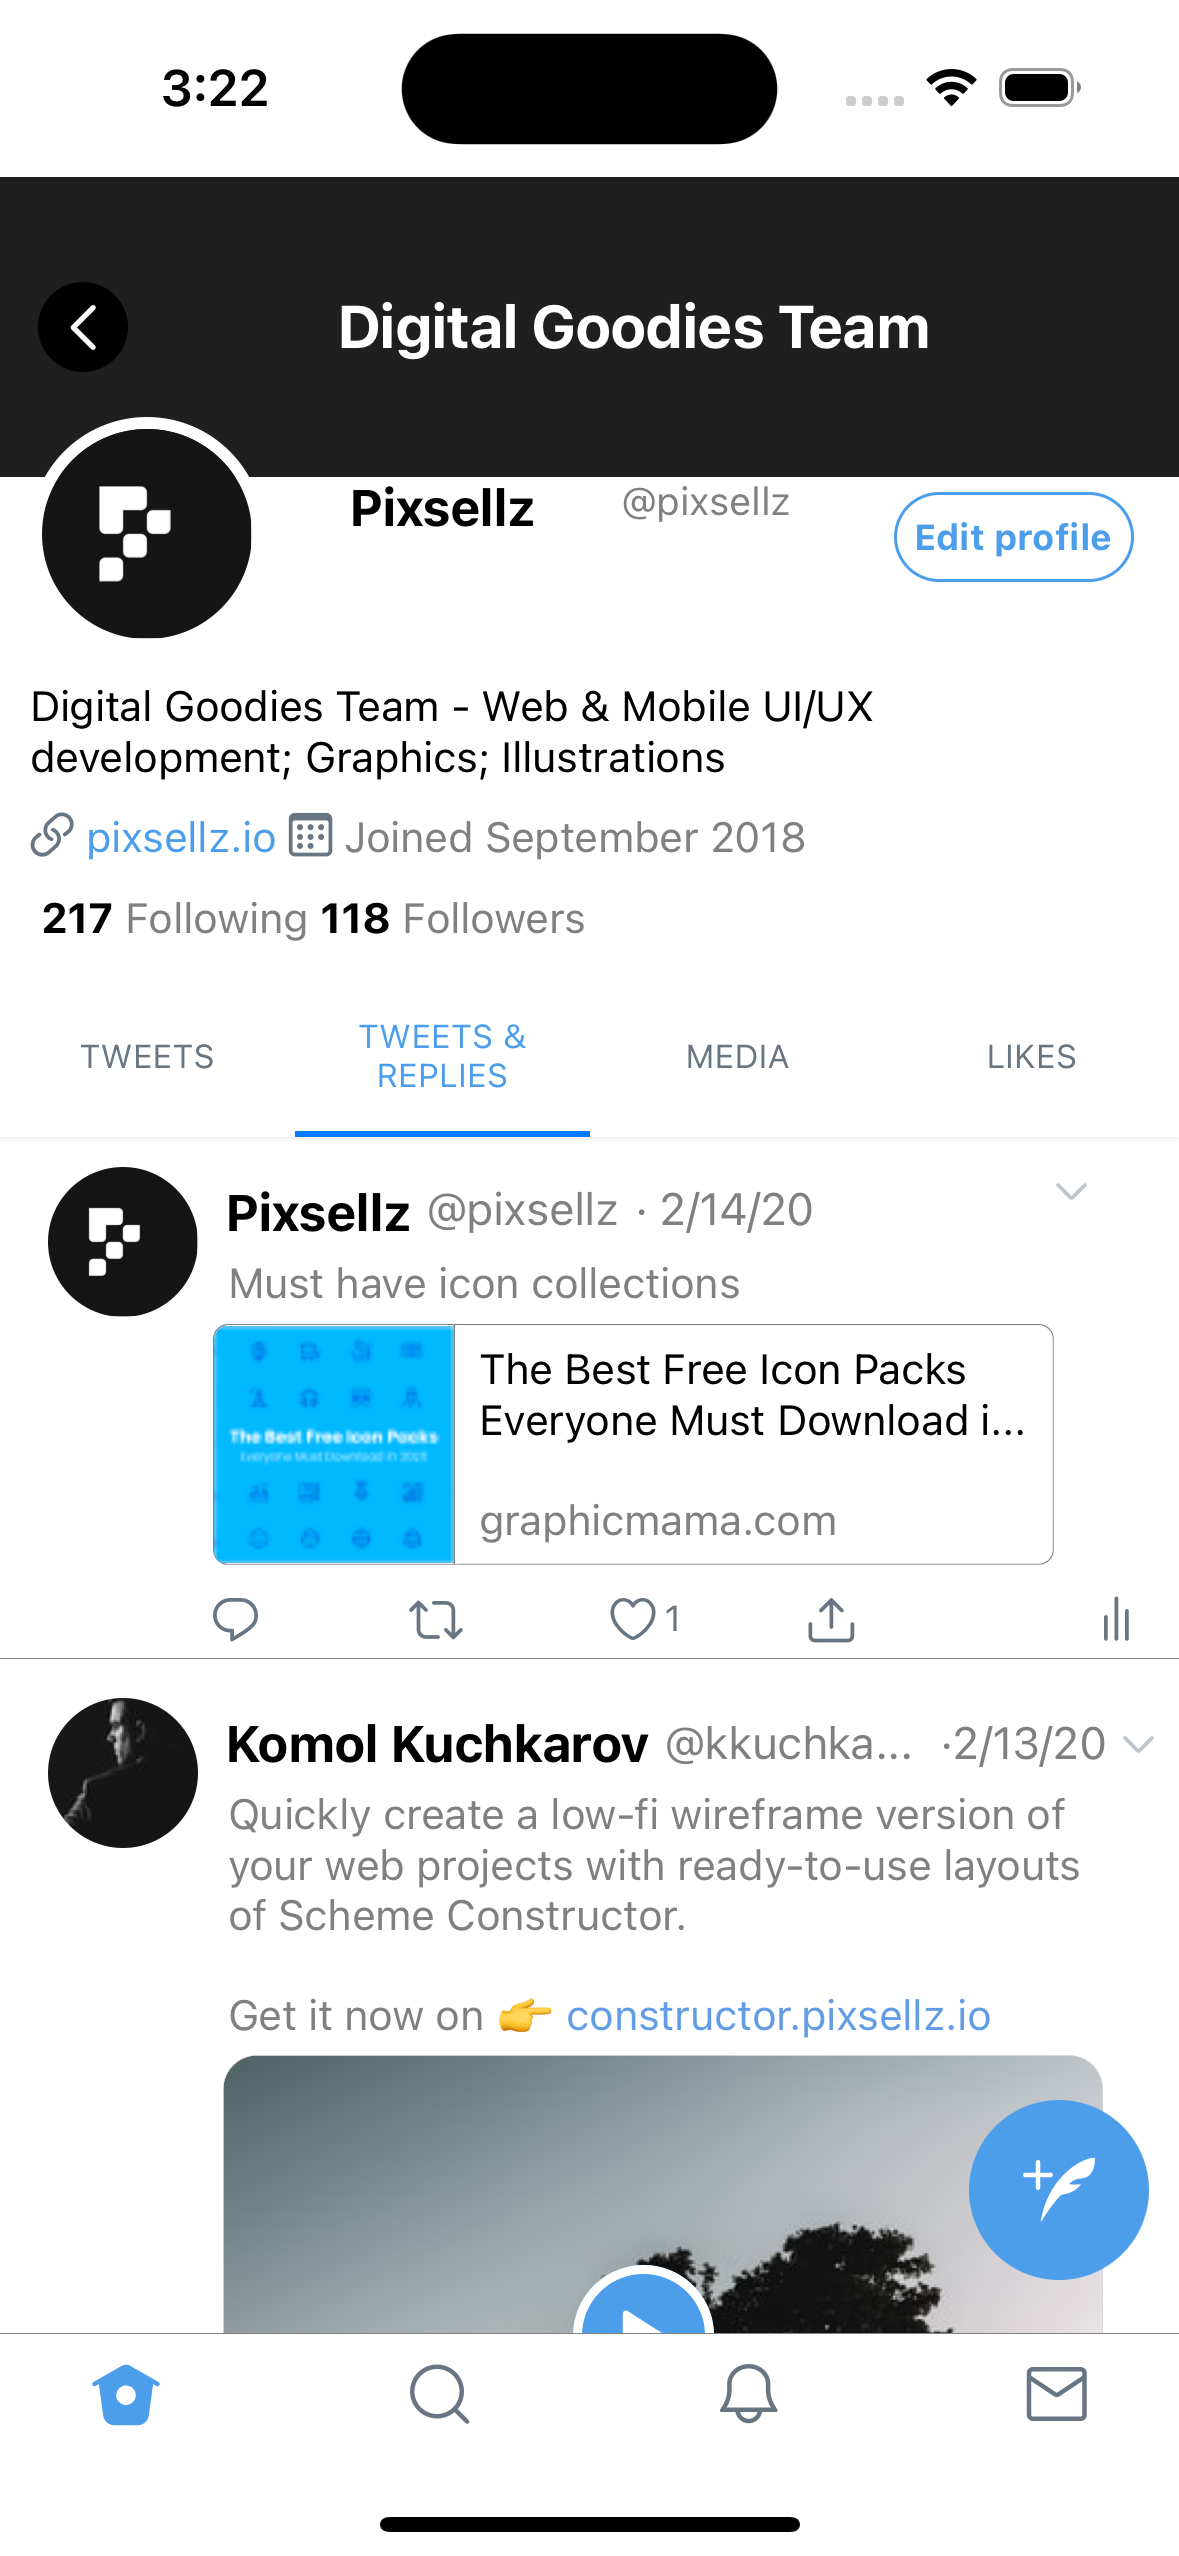 3:22
Digital Goodies Team
Pixsellz @pixsellz
Edit profile
Digital Goodies Team - Web & Mobile UI/UX
development; Graphics; Illustrations
pixsellz.io Joined September 2018
217 Following 118 Followers
TWEETS
TWEETS &
REPLIES
MEDIA
LIKES
Pixsellz @pixsellz · 2/14/20
Must have icon collections
The Best Free Icon Packs
Everyone Must Download in 2020
The Best Free Icon Packs
Everyone Must Download i...
graphicmama.com
1
Komol Kuchkarov @kkuchka... ·2/13/20
Quickly create a low-fi wireframe version of
your web projects with ready-to-use layouts
of Scheme Constructor.
Get it now on 👉 constructor.pixsellz.io